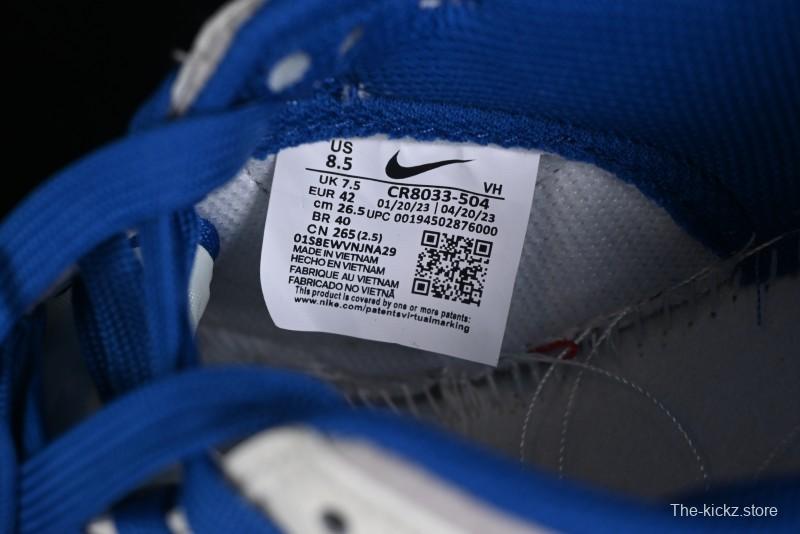 US
8.5
VH
UK 7.5
CR8033-504
EUR 42
01/20/23 | 04/20/23
cm 26.5
UPC 00194502876000
BR 40
CN 265(2.5)
01S8EWVNJNA29
MADE IN VIETNAM
HECHO EN VIETNAM
FABRIQUE AU VIETNAM
FABRICADO NO VIETNÃ
This product is covered by one or more patents:
www.nike.com/patentsvirtualmarking
The-kickz.store